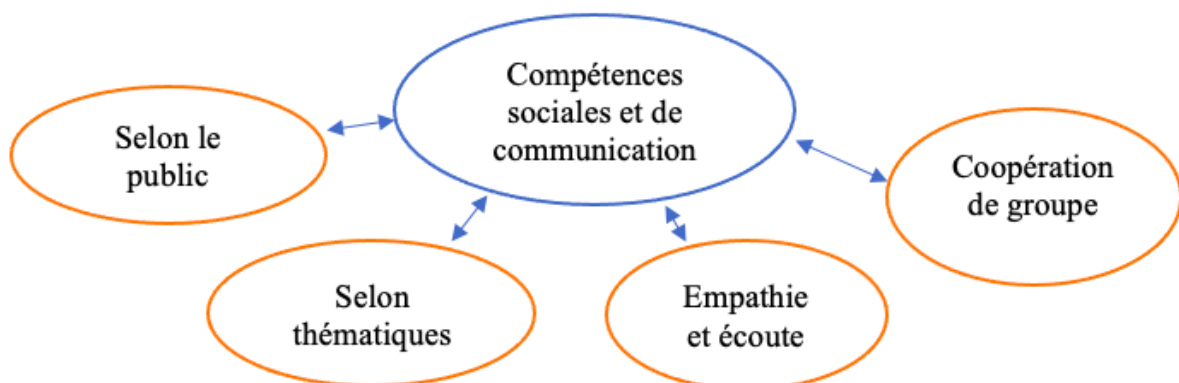 Compétences
sociales et de
communication
Selon le
public
Coopération
de groupe
Selon
thématiques
Empathie
et écoute